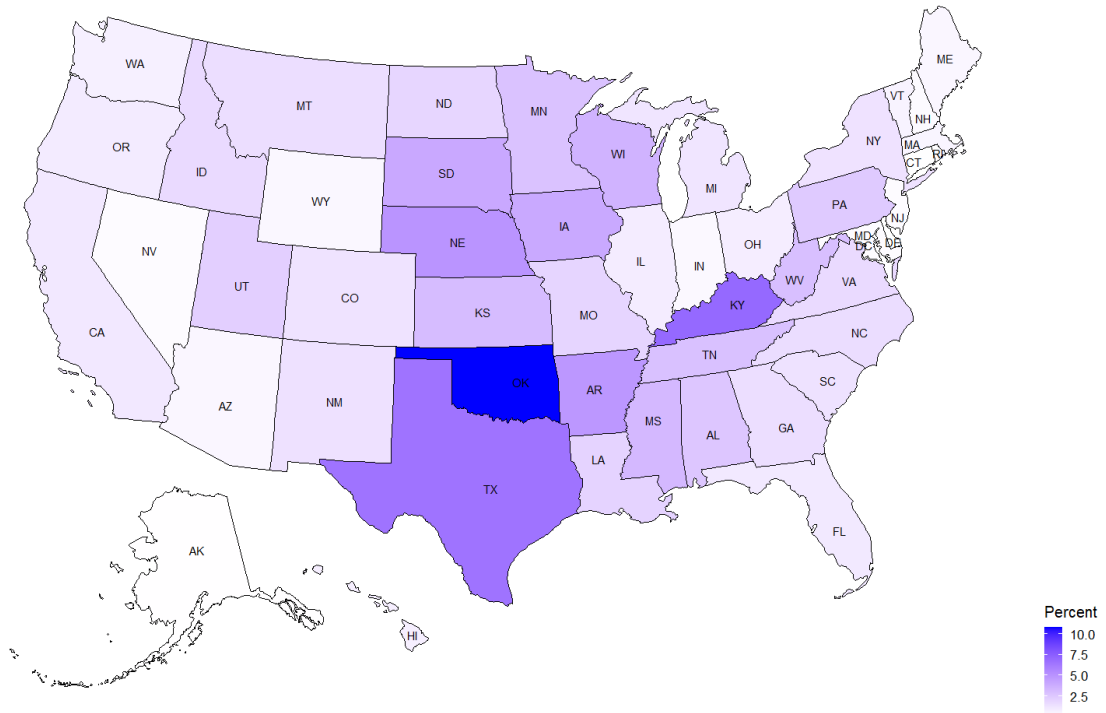 WA
ME
MT
ND
VT
MN
NH
OR
NY
MA
ID
WI
CT
RI
SD
MI
WY
PA
NJ
IA
MD
NE
DE
DC
OH
NV
IL
IN
WV
UT
VA
CO
KY
KS
MO
CA
NC
TN
OK
SC
AR
NM
AZ
MS
GA
AL
LA
TX
FL
AK
Percent
HI
10.0
7.5
5.0
2.5